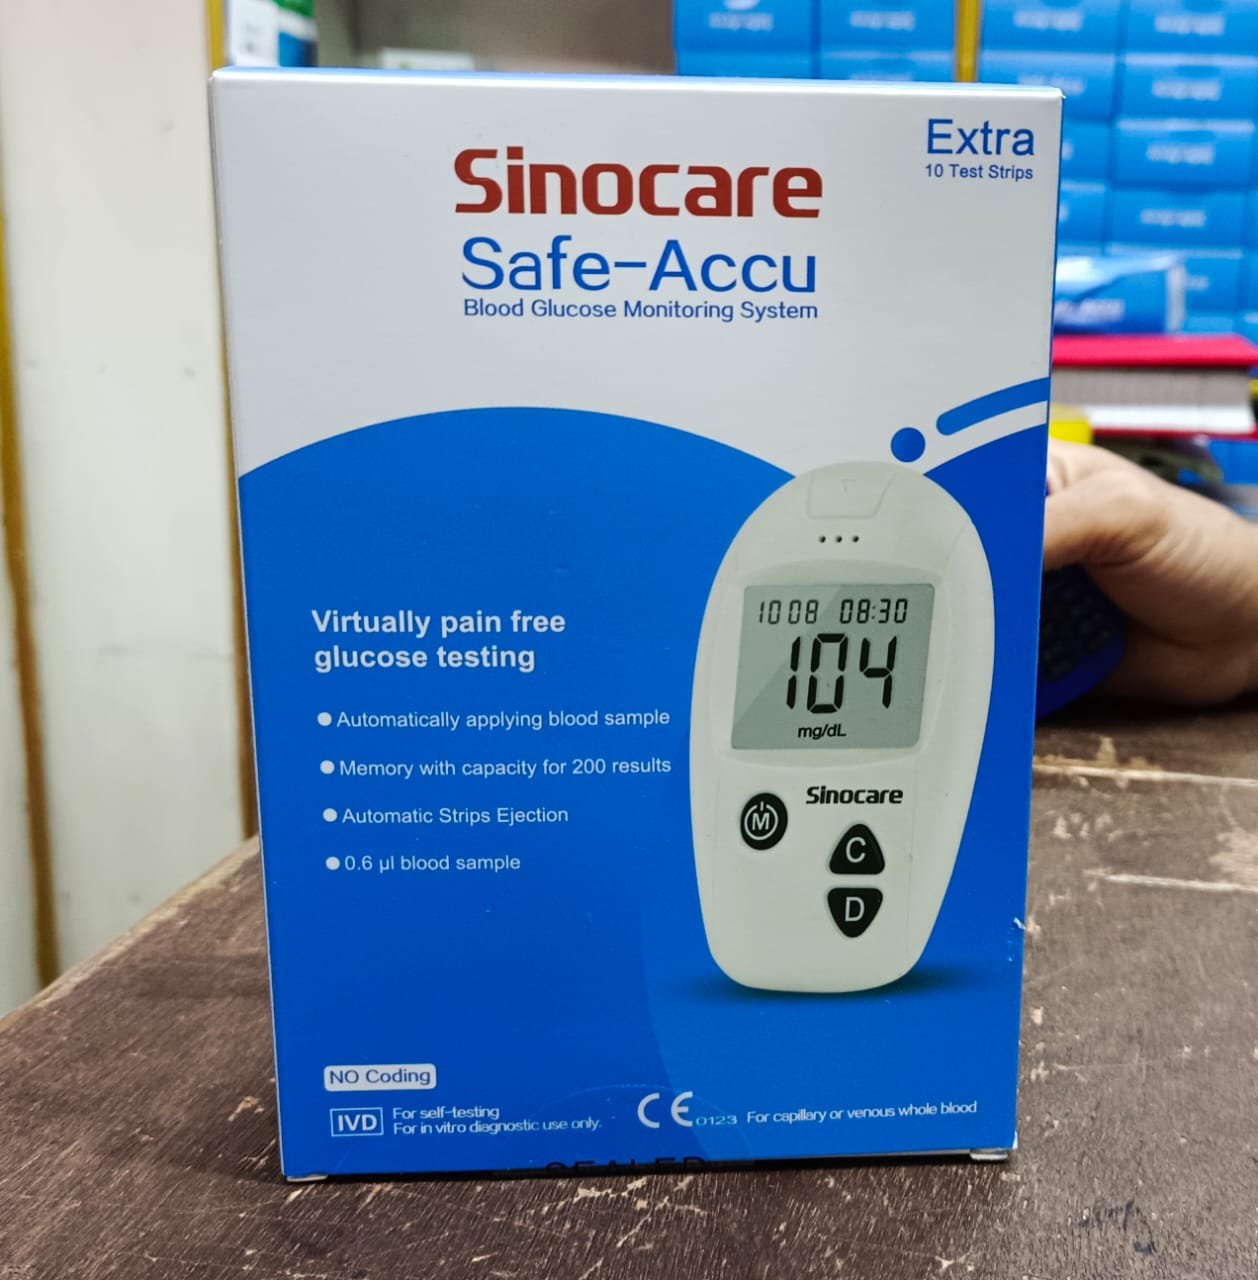 Extra
10 Test Strips
Sinocare
Safe-Accu
Blood Glucose Monitoring System
1008 08:30
104
mg/dL
Sinocare
M
C
D
Virtually pain free
glucose testing
Automatically applying blood sample
Memory with capacity for 200 results
Automatic Strips Ejection
0.6 µl blood sample
NO Coding
IVD
For self-testing
For in vitro diagnostic use only.
CE 0123
For capillary or venous whole blood
SEALED